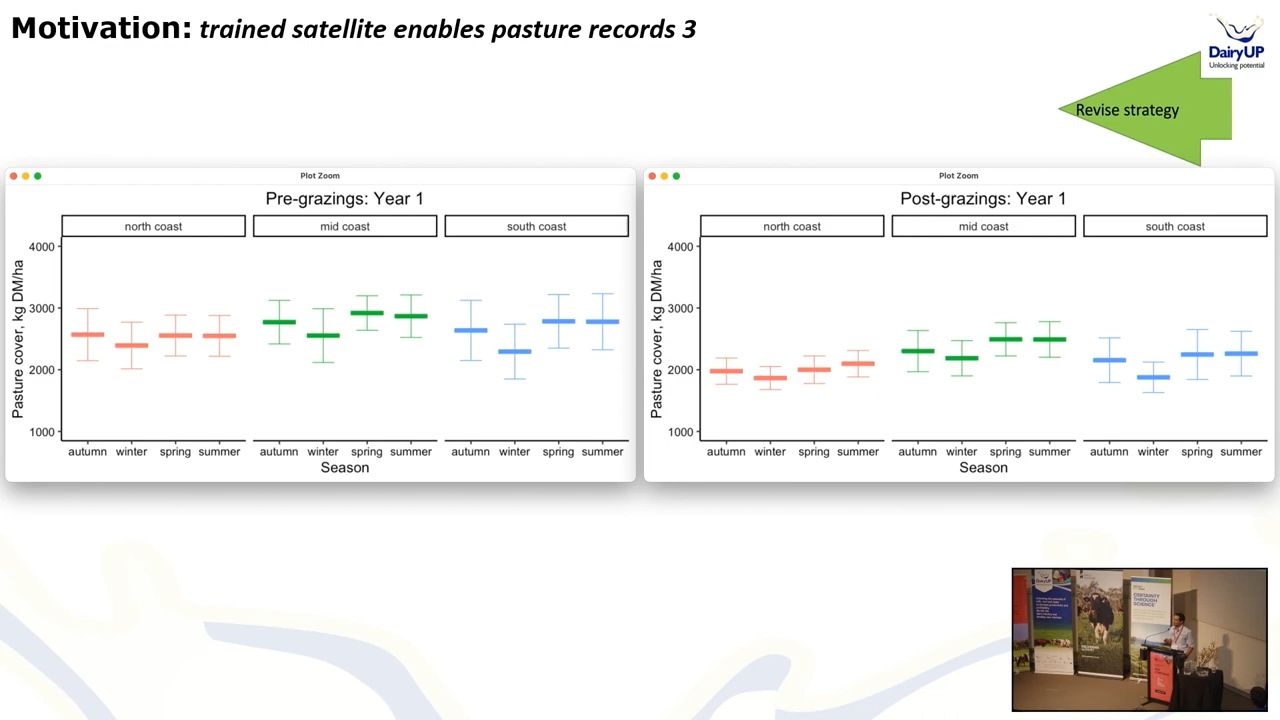 Motivation: trained satellite enables pasture records 3
DairyUP
Unlocking potential
Revise strategy
Plot Zoom
Pre-grazings: Year 1
north coast
mid coast
south coast
Pasture cover, kg DM/ha
4000
3000
2000
1000
autumn winter spring summer
autumn winter spring summer
autumn winter spring summer
Season
Plot Zoom
Post-grazings: Year 1
north coast
mid coast
south coast
Pasture cover, kg DM/ha
4000
3000
2000
1000
autumn winter spring summer
autumn winter spring summer
autumn winter spring summer
Season
DairyUP
CERTAINTY
THROUGH
SCIENCE